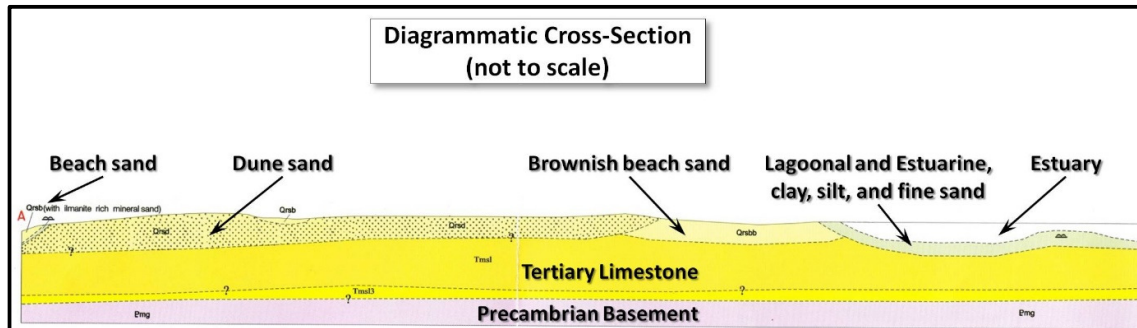 Diagrammatic Cross-Section
(not to scale)
Beach sand
Dune sand
Brownish beach sand
Lagoonal and Estuarine,
clay, silt, and fine sand
Estuary
A
Qrsb(with ilmanite rich mineral sand)
Qrsb
Qrsd
Qrsd
?
?
Qrsbb
Tmsl
Tertiary Limestone
?
Tmsl3
?
?
?
Pmg
Precambrian Basement
Pmg